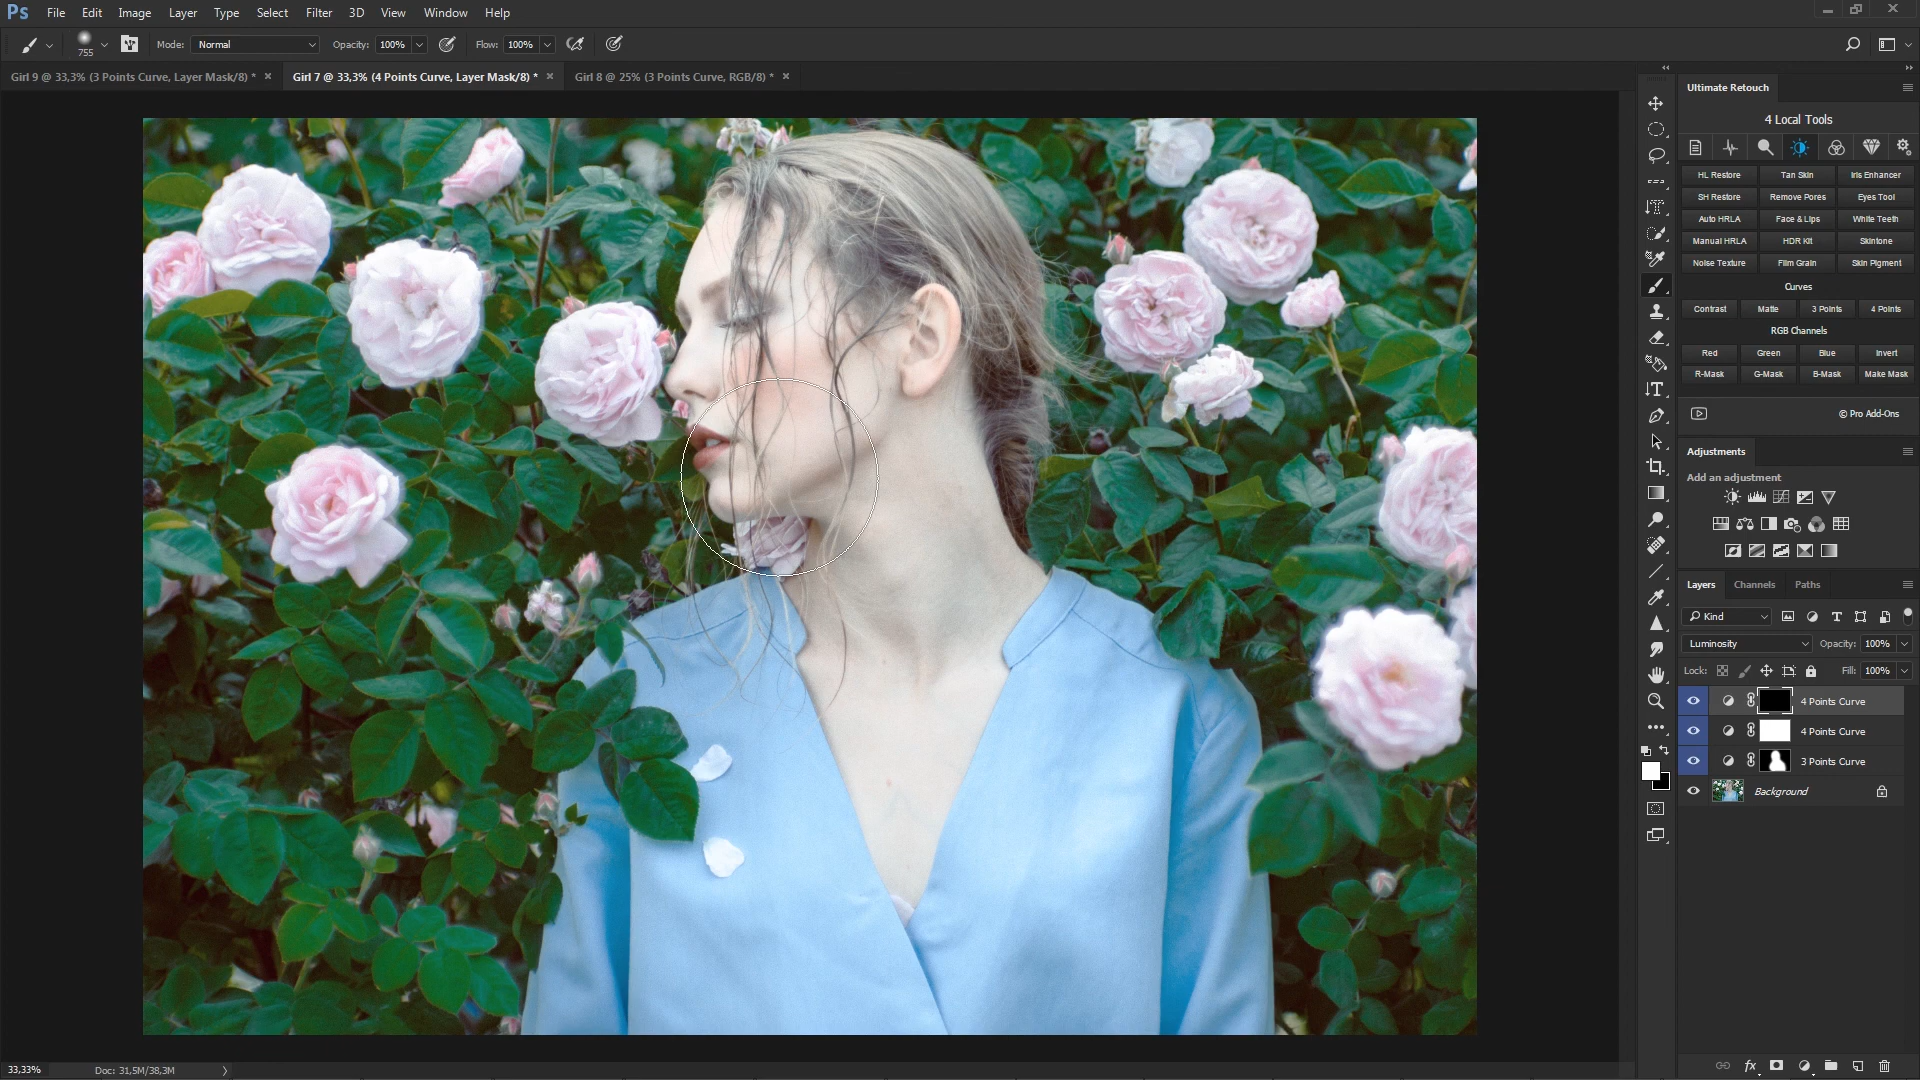 Ps File Edit Image Layer Type Select Filter 3D View Window Help
755 Mode: Normal Opacity: 100% Flow: 100%
Girl 9 @ 33,3% (3 Points Curve, Layer Mask/8) * × Girl 7 @ 33,3% (4 Points Curve, Layer Mask/8) * × Girl 8 @ 25% (3 Points Curve, RGB/8) * ×
Ultimate Retouch
4 Local Tools
HL Restore Tan Skin Iris Enhancer
SH Restore Remove Pores Eyes Tool
Auto HRLA Face & Lips White Teeth
Manual HRLA HDR Kit Skintone
Noise Texture Film Grain Skin Pigment
Curves
Contrast Matte 3 Points 4 Points
RGB Channels
Red Green Blue Invert
R-Mask G-Mask B-Mask Make Mask
© Pro Add-Ons
Adjustments
Add an adjustment
Layers Channels Paths
Kind
Luminosity Opacity: 100%
Lock: Fill: 100%
4 Points Curve
4 Points Curve
3 Points Curve
Background
33,33% Doc: 31,5M/38,3M